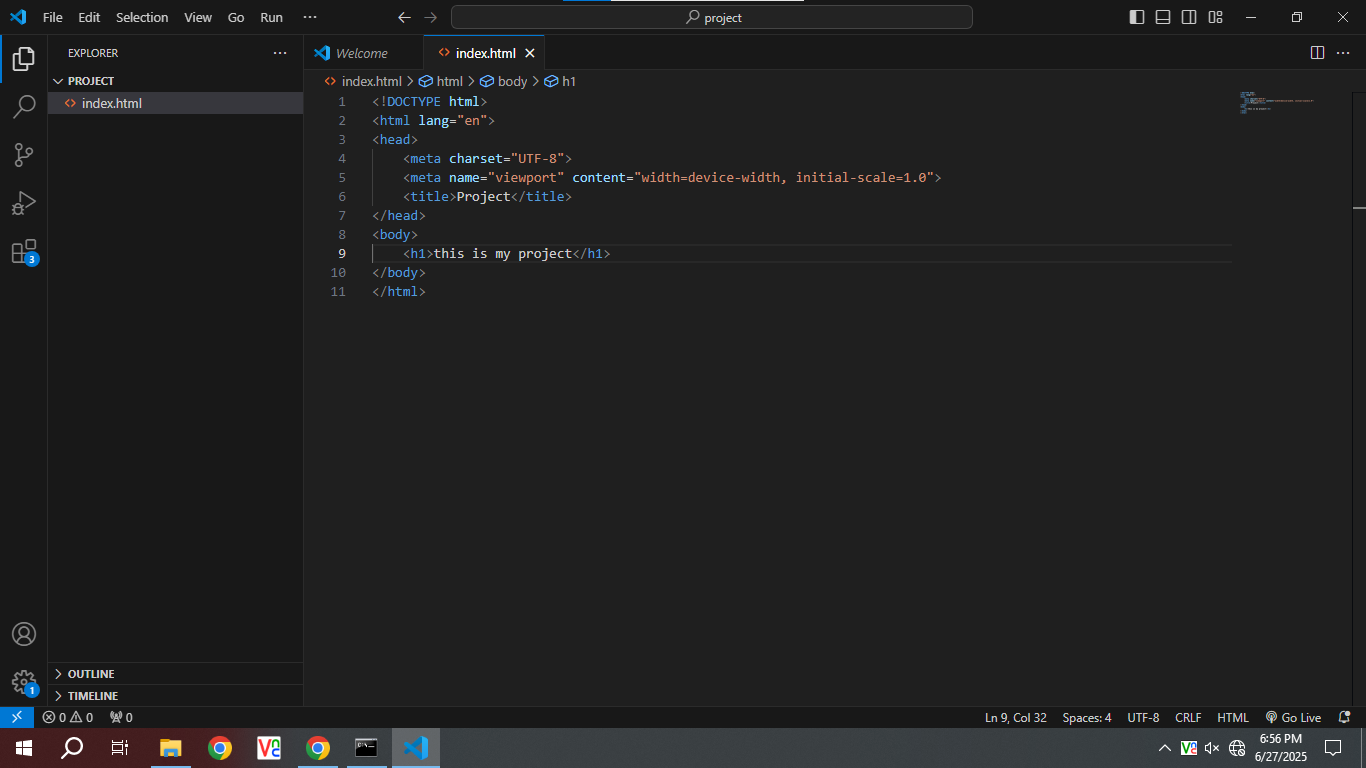 File Edit Selection View Go Run ···
project
EXPLORER ···
Welcome
index.html
PROJECT
index.html
index.html > html > body > h1
1 <!DOCTYPE html>
2 <html lang="en">
3 <head>
4 <meta charset="UTF-8">
5 <meta name="viewport" content="width=device-width, initial-scale=1.0">
6 <title>Project</title>
7 </head>
8 <body>
9 <h1>this is my project</h1>
10 </body>
11 </html>
3
1
OUTLINE
TIMELINE
0 0 0
Ln 9, Col 32 Spaces: 4 UTF-8 CRLF HTML Go Live
6:56 PM
6/27/2025